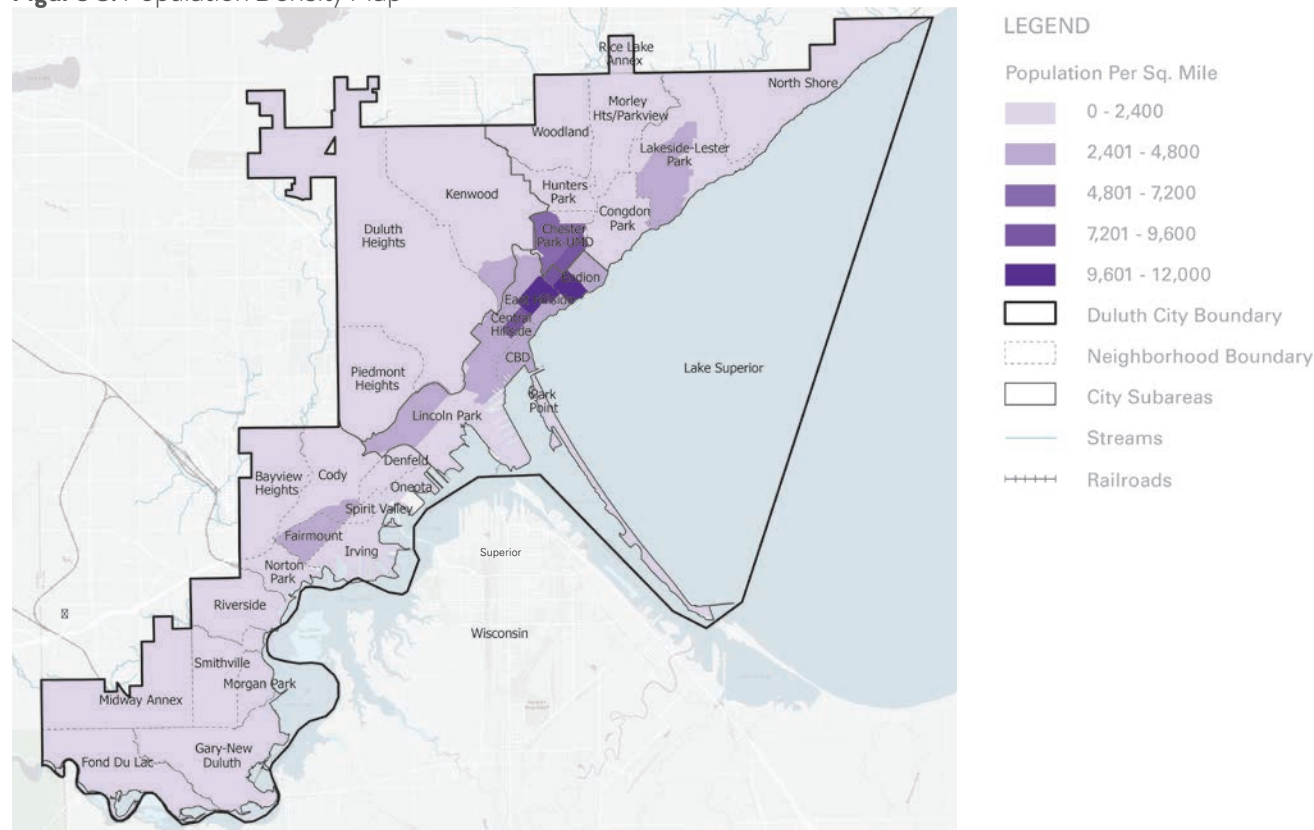 Population Density Map
Rice Lake
Annex
North Shore
Morley
Hts/Parkview
Woodland
Lakeside-Lester
Park
Kenwood
Hunters
Park
Congdon
Park
Duluth
Heights
Chester
Park-UMD
Endion
East Hillside
Central
Hillside
CBD
Lake Superior
Piedmont
Heights
Park
Point
Lincoln Park
Denfeld
Bayview
Heights
Cody
Oneota
Spirit Valley
Fairmount
Irving
Superior
Norton
Park
Riverside
Wisconsin
Smithville
Morgan Park
Midway Annex
Gary-New
Duluth
Fond Du Lac
LEGEND
Population Per Sq. Mile
0 - 2,400
2,401 - 4,800
4,801 - 7,200
7,201 - 9,600
9,601 - 12,000
Duluth City Boundary
Neighborhood Boundary
City Subareas
Streams
Railroads